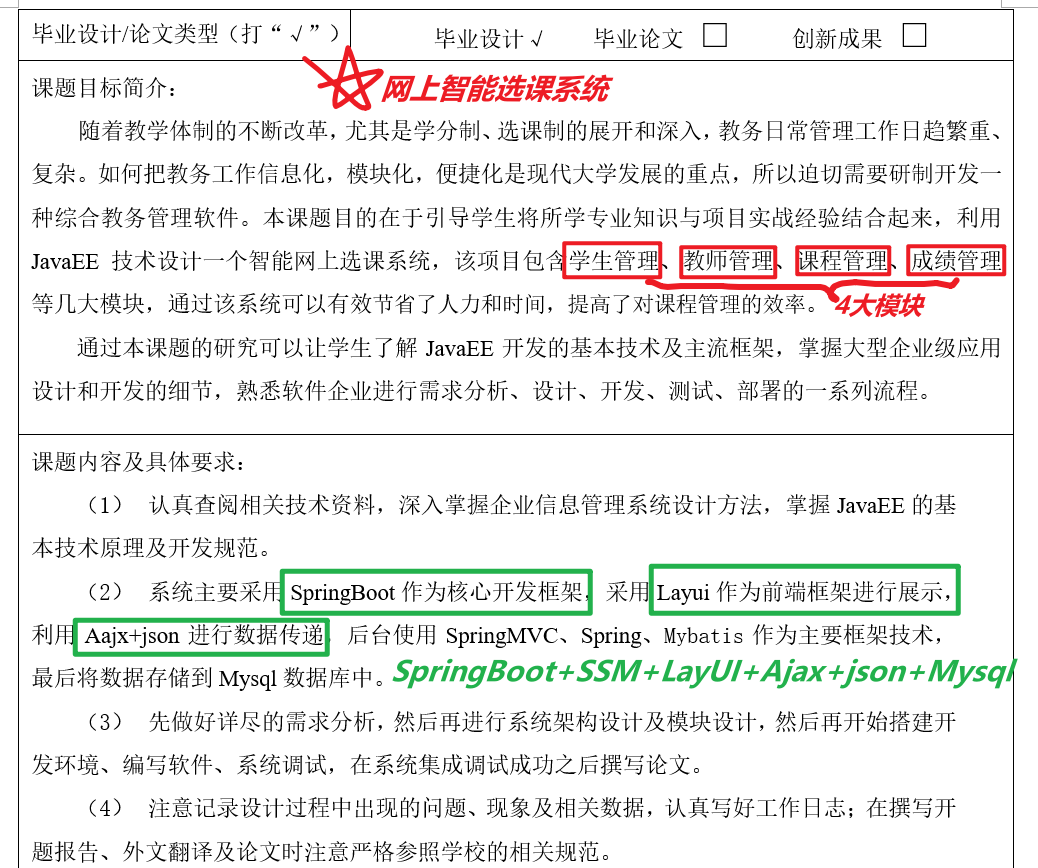 毕业设计/论文类型（打“√”） 毕业设计√ 毕业论文 □ 创新成果 □
课题目标简介：
网上智能选课系统
随着教学体制的不断改革，尤其是学分制、选课制的展开和深入，教务日常管理工作日趋繁重、
复杂。如何把教务工作信息化，模块化，便捷化是现代大学发展的重点，所以迫切需要研制开发一
种综合教务管理软件。本课题目的在于引导学生将所学专业知识与项目实战经验结合起来，利用
JavaEE 技术设计一个智能网上选课系统，该项目包含学生管理、教师管理、课程管理、成绩管理
等几大模块，通过该系统可以有效节省了人力和时间，提高了对课程管理的效率。
4大模块
通过本课题的研究可以让学生了解 JavaEE 开发的基本技术及主流框架，掌握大型企业级应用
设计和开发的细节，熟悉软件企业进行需求分析、设计、开发、测试、部署的一系列流程。
课题内容及具体要求：
（1） 认真查阅相关技术资料，深入掌握企业信息管理系统设计方法，掌握 JavaEE 的基
本技术原理及开发规范。
（2） 系统主要采用 SpringBoot 作为核心开发框架，采用 Layui 作为前端框架进行展示，
利用 Aajx+json 进行数据传递，后台使用 SpringMVC、Spring、Mybatis 作为主要框架技术，
最后将数据存储到 Mysql 数据库中。
SpringBoot+SSM+LayUI+Ajax+json+Mysql
（3） 先做好详尽的需求分析，然后再进行系统架构设计及模块设计，然后再开始搭建开
发环境、编写软件、系统调试，在系统集成调试成功之后撰写论文。
（4） 注意记录设计过程中出现的问题、现象及相关数据，认真写好工作日志；在撰写开
题报告、外文翻译及论文时注意严格参照学校的相关规范。